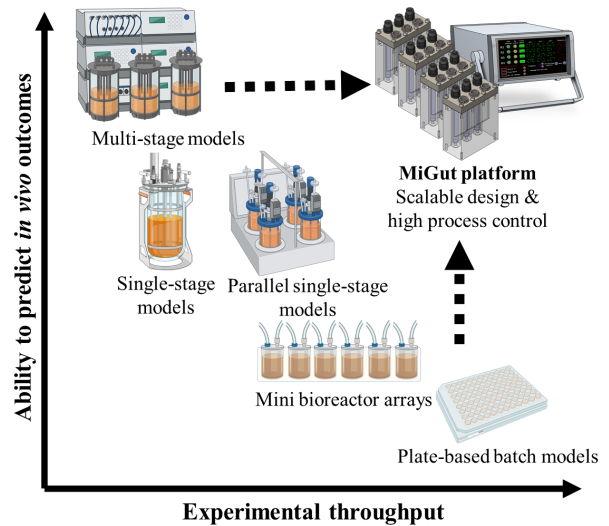 Ability to predict in vivo outcomes
Multi-stage models
MiGut platform
Scalable design &
high process control
Single-stage
models
Parallel single-stage
models
Mini bioreactor arrays
Plate-based batch models
Experimental throughput